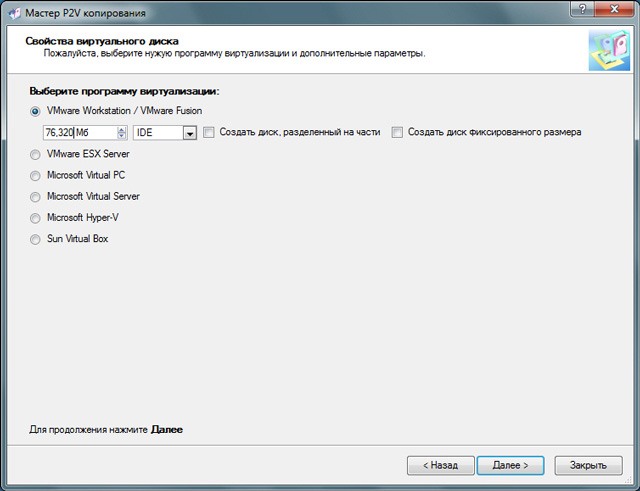 Мастер P2V копирования
Свойства виртуального диска
Пожалуйста, выберите нужную программу виртуализации и дополнительные параметры.
Выберите программу виртуализации:
VMware Workstation / VMware Fusion
76,320 Мб IDE Создать диск, разделенный на части Создать диск фиксированного размера
VMware ESX Server
Microsoft Virtual PC
Microsoft Virtual Server
Microsoft Hyper-V
Sun Virtual Box
Для продолжения нажмите Далее
< Назад Далее > Закрыть